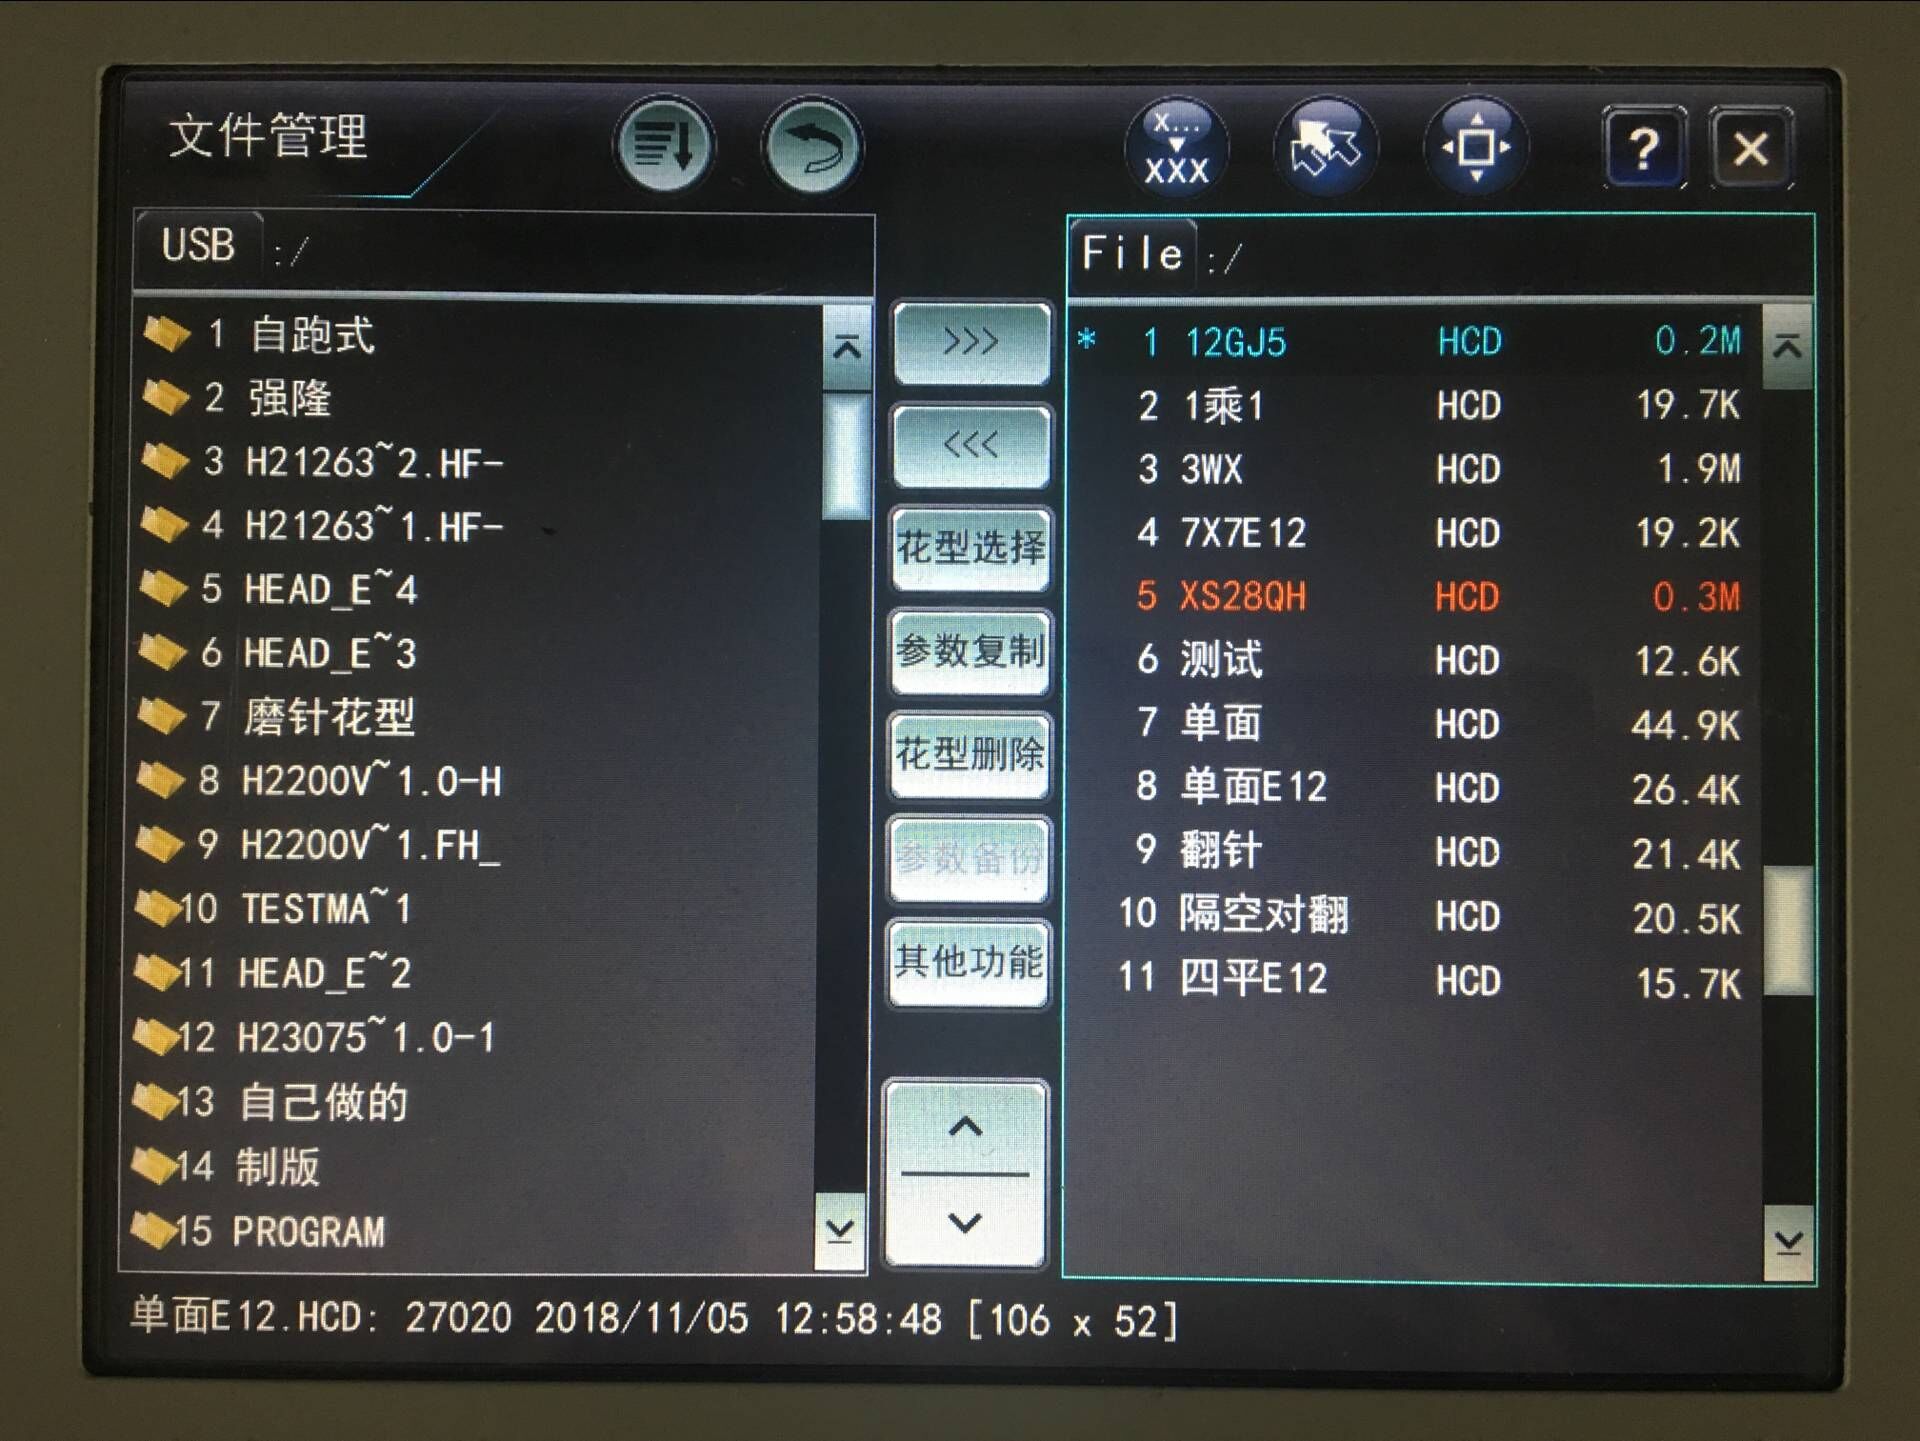 文件管理
x...
XXX
?
USB :/
1 自跑式
2 强隆
3 H21263~2.HF-
4 H21263~1.HF-
5 HEAD_E~4
6 HEAD_E~3
7 磨针花型
8 H2200V~1.0-H
9 H2200V~1.FH_
10 TESTMA~1
11 HEAD_E~2
12 H23075~1.0-1
13 自己做的
14 制版
15 PROGRAM
>>>
<<<
花型选择
参数复制
花型删除
参数备份
其他功能
File :/
* 1 12GJ5 HCD 0.2M
2 1乘1 HCD 19.7K
3 3WX HCD 1.9M
4 7X7E12 HCD 19.2K
5 XS28QH HCD 0.3M
6 测试 HCD 12.6K
7 单面 HCD 44.9K
8 单面E12 HCD 26.4K
9 翻针 HCD 21.4K
10 隔空对翻 HCD 20.5K
11 四平E12 HCD 15.7K
单面E12.HCD: 27020 2018/11/05 12:58:48 [106 x 52]